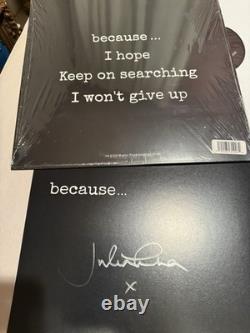 because...
I hope
Keep on searching
I won't give up
because...
x